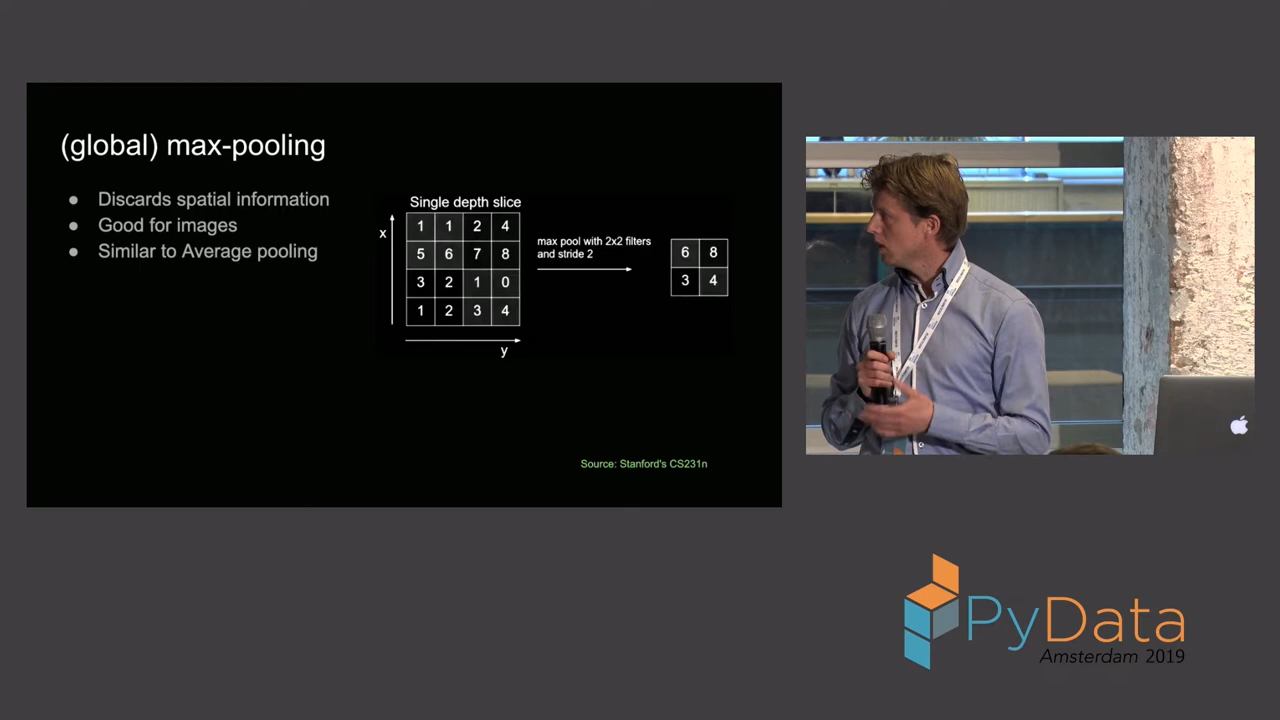 (global) max-pooling
● Discards spatial information
● Good for images
● Similar to Average pooling
Single depth slice
x
1 1 2 4
5 6 7 8
3 2 1 0
1 2 3 4
y
max pool with 2x2 filters
and stride 2
6 8
3 4
Source: Stanford's CS231n
PyData
Amsterdam 2019